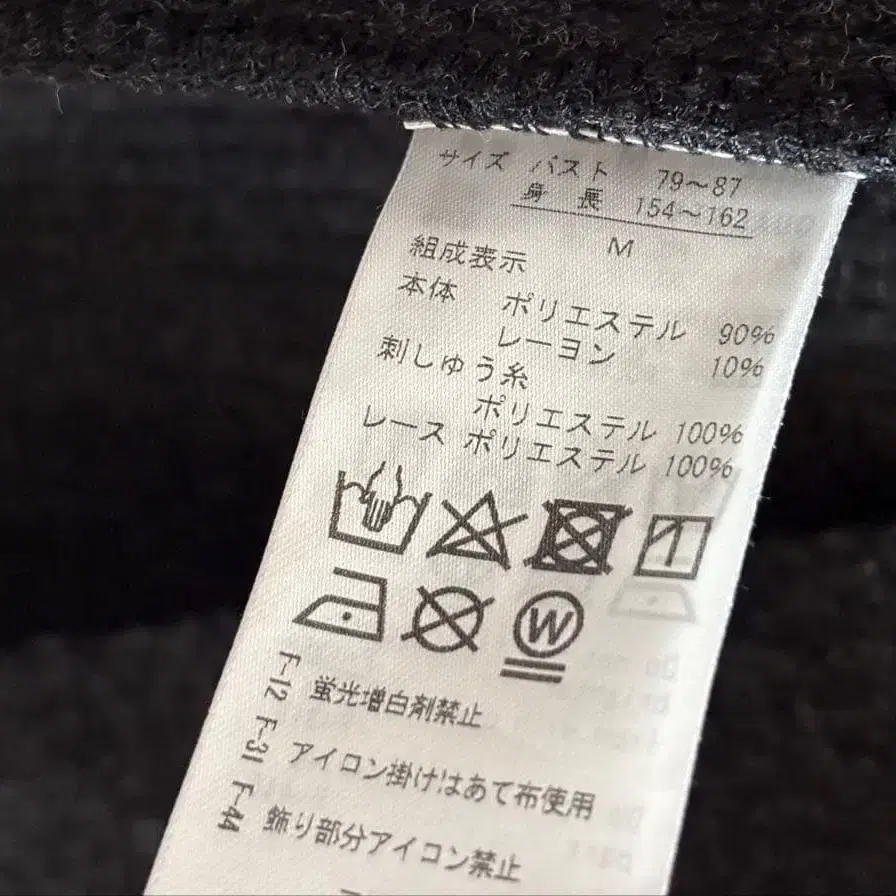 サイズ バスト 79～87
身 長 154～162
M
組成表示
本体 ポリエステル 90%
レーヨン 10%
刺しゅう糸
ポリエステル 100%
レース ポリエステル 100%
W
F-12 蛍光増白剤禁止
F-31 アイロン掛けはあて布使用
F-44 飾り部分アイロン禁止